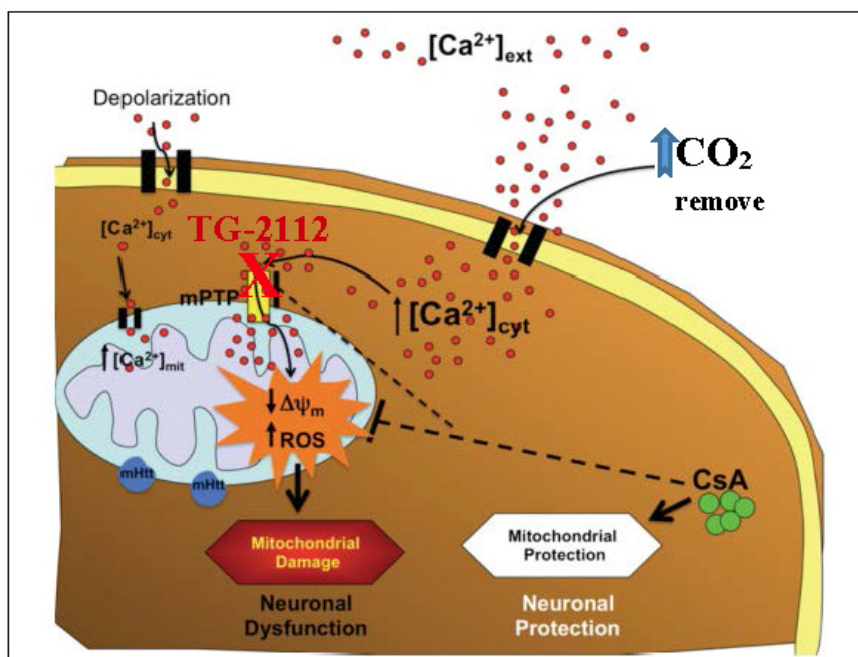 [Ca²⁺]ext
Depolarization
CO₂
remove
[Ca²⁺]cyt
TG-2112
X
mPTP
↑[Ca²⁺]cyt
↑[Ca²⁺]mit
↓Δψm
↑ROS
mHtt
mHtt
CsA
Mitochondrial
Damage
Mitochondrial
Protection
Neuronal
Dysfunction
Neuronal
Protection